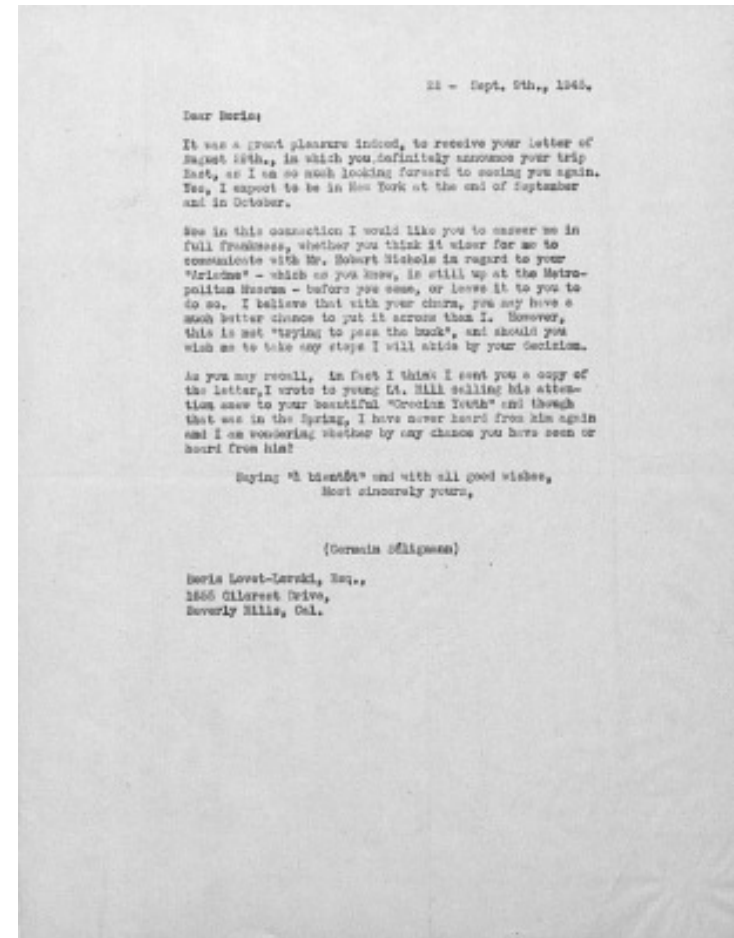 Sept. 9th., 1945.
Dear Boris;
It was a great pleasure indeed, to receive your letter of
August, in which you definitely announce your trip
East, as I am so much looking forward to seeing you again.
Yes, I expect to be in New York at the end of September
and in October.
Now in this connection I would like you to answer me in
full frankness, whether you think it wiser for me to
communicate with Mr. Robert Nichols in regard to your
"Ariadne" - which as you know, is still up at the Metro-
politan Museum - before you come, or leave it to you to
do so. I believe that with your charm, you may have a
much better chance to put it across than I. However,
this is not "trying to pass the buck", and should you
wish me to take any steps I will abide by your decision.
As you may recall, in fact I think I sent you a copy of
the letter, I wrote to young Lt. Hill calling his atten-
tion anew to your beautiful "Grecian Youth" and though
that was in the Spring, I have never heard from him again
and I am wondering whether by any chance you have seen or
heard from him?
Saying "à bientôt" and with all good wishes,
Most sincerely yours,
(Germain Séligmann)
Boris Lovet-Lorski, Esq.,
1655 Gilcrest Drive,
Beverly Hills, Cal.